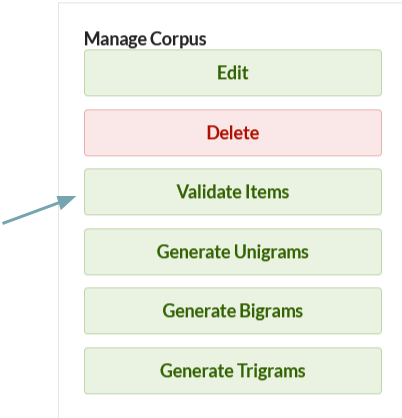 Manage Corpus
Edit
Delete
Validate Items
Generate Unigrams
Generate Bigrams
Generate Trigrams